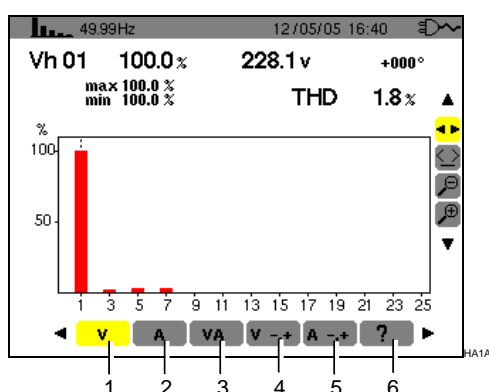 49.99Hz 12/05/05 16:40
Vh 01 100.0 % 228.1 v +000°
max 100.0 %
min 100.0 %
THD 1.8 %
%
100
50
1 3 5 7 9 11 13 15 17 19 21 23 25
V A VA V -.+ A -.+ ?
1 2 3 4 5 6
HA1A